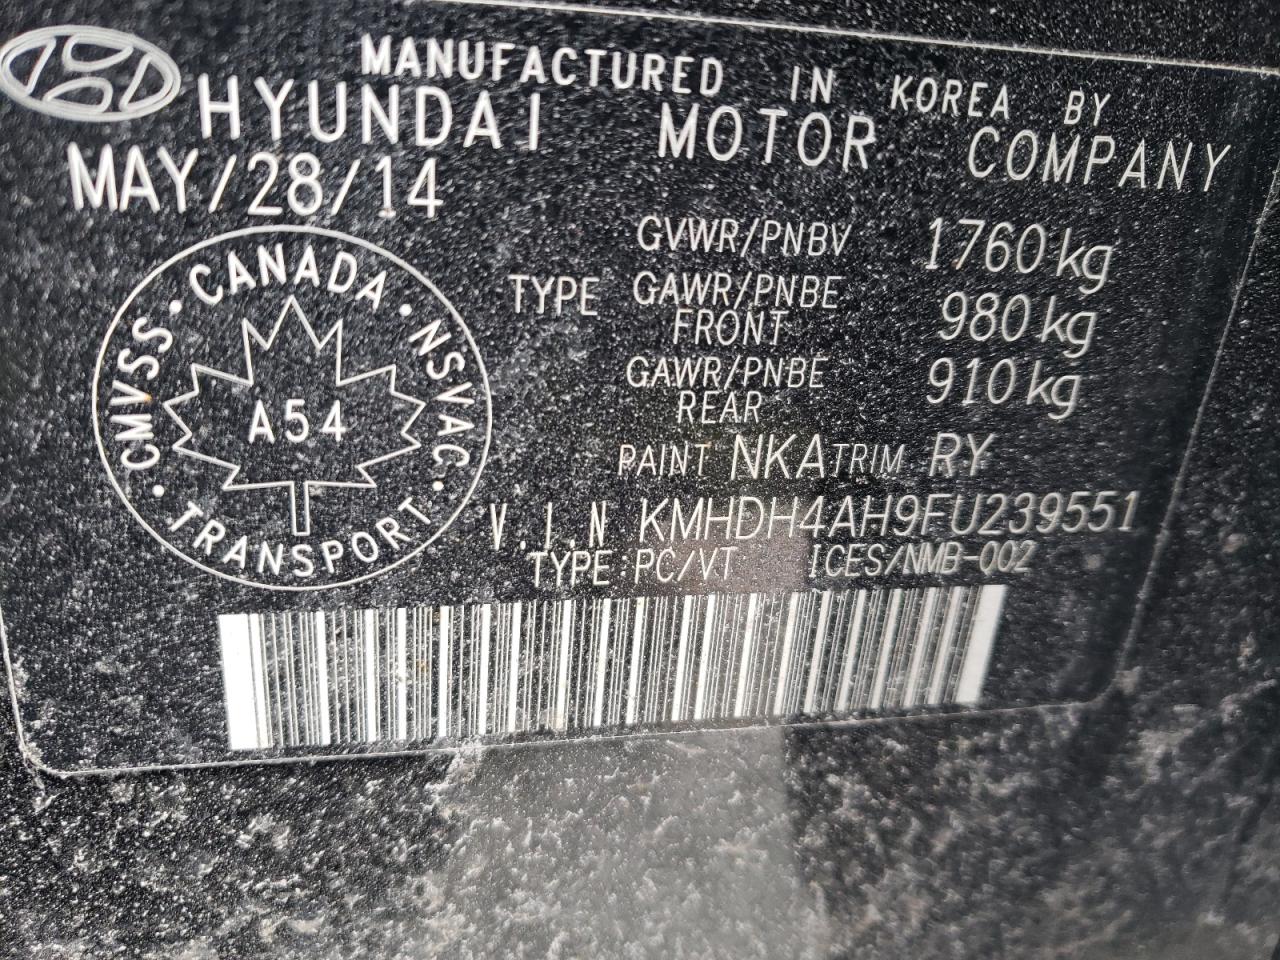 MANUFACTURED IN KOREA BY
HYUNDAI MOTOR COMPANY
MAY/28/14
CMVSS · CANADA · NSVAC · TRANSPORT ·
A54
TYPE
GVWR/PNBV 1760kg
GAWR/PNBE FRONT 980kg
GAWR/PNBE REAR 910kg
PAINT NKA TRIM RY
V.I.N KMHDH4AH9FU239551
TYPE:PC/VT ICES/NMB-002